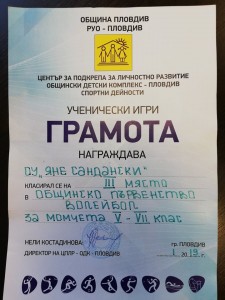 ОБЩИНА ПЛОВДИВ
РУО - ПЛОВДИВ
ЦЕНТЪР ЗА ПОДКРЕПА ЗА ЛИЧНОСТНО РАЗВИТИЕ
ОБЩИНСКИ ДЕТСКИ КОМПЛЕКС - ПЛОВДИВ
СПОРТНИ ДЕЙНОСТИ
УЧЕНИЧЕСКИ ИГРИ
ГРАМОТА
НАГРАЖДАВА
СУ „ЯНЕ САНДАНСКИ"
КЛАСИРАЛ СЕ НА III МЯСТО
В ОБЩИНСКО ПЪРВЕНСТВО
ВОЛЕЙБОЛ
ЗА МОМЧЕТА V - VII КЛАС
НЕЛИ КОСТАДИНОВА:
гр. ПЛОВДИВ
ДИРЕКТОР НА ЦПЛР - ОДК - ПЛОВДИВ